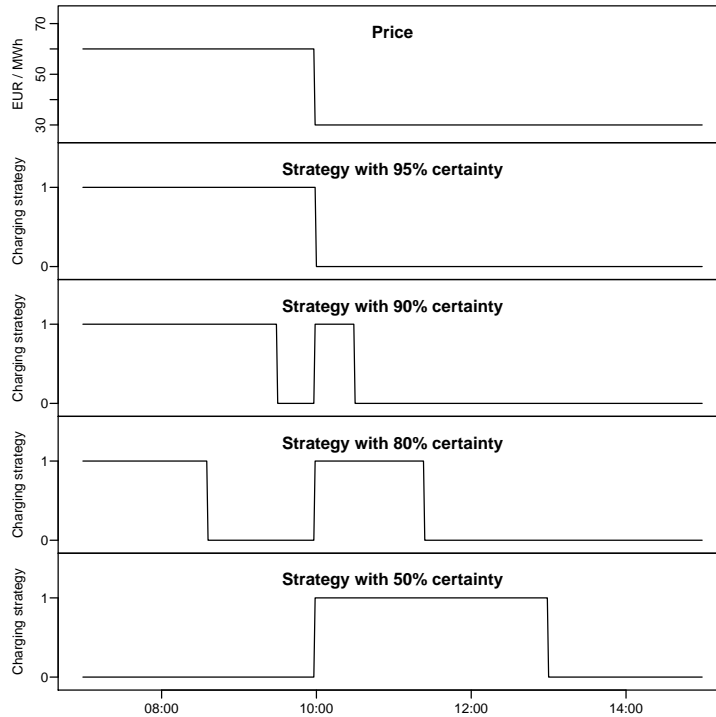 Price
EUR / MWh
70
50
30
Strategy with 95% certainty
Charging strategy
1
0
Strategy with 90% certainty
Charging strategy
1
0
Strategy with 80% certainty
Charging strategy
1
0
Strategy with 50% certainty
Charging strategy
1
0
08:00 10:00 12:00 14:00